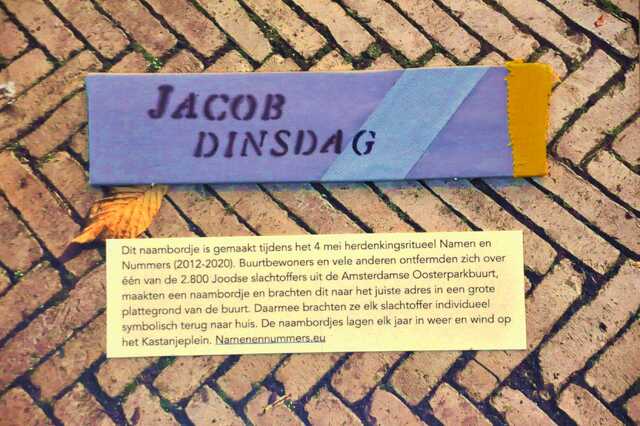 JACOB
DINSDAG
Dit naambordje is gemaakt tijdens het 4 mei herdenkingsritueel Namen en
Nummers (2012-2020). Buurtbewoners en vele anderen ontfermden zich over
één van de 2.800 Joodse slachtoffers uit de Amsterdamse Oosterparkbuurt,
maakten een naambordje en brachten dit naar het juiste adres in een grote
plattegrond van de buurt. Daarmee brachten ze elk slachtoffer individueel
symbolisch terug naar huis. De naambordjes lagen elk jaar in weer en wind op
het Kastanjeplein. Namenennummers.eu